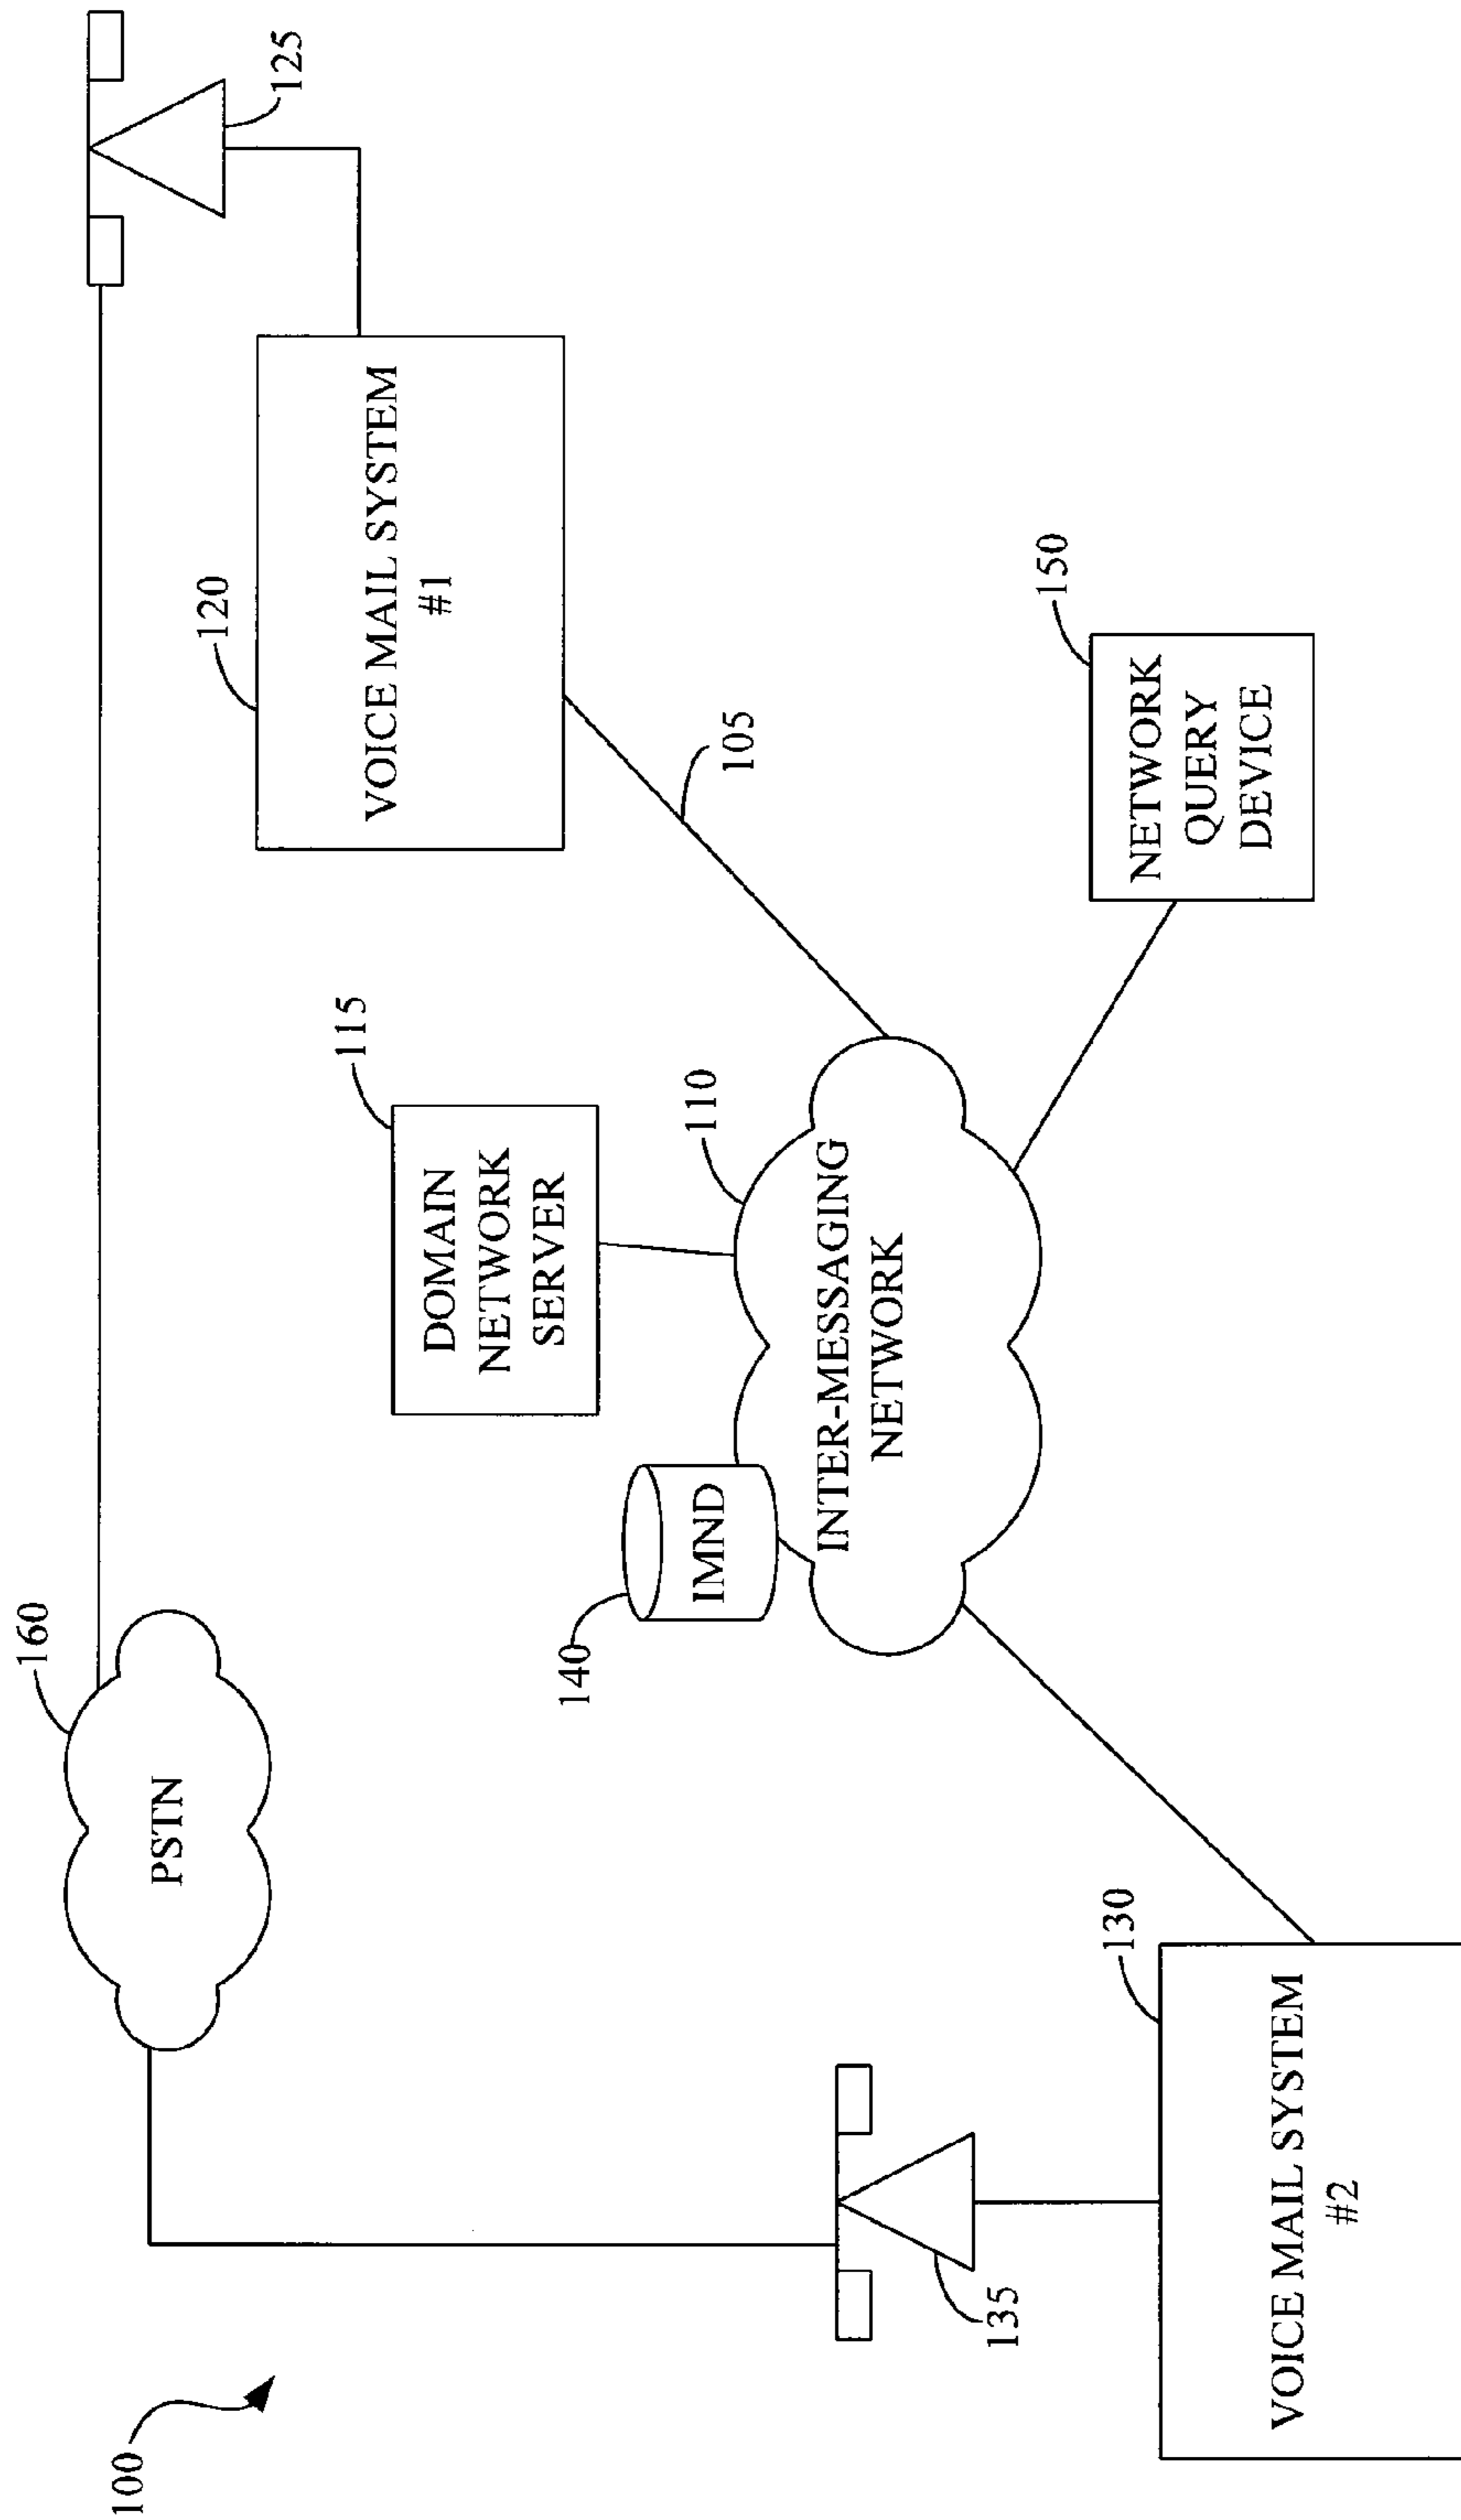 100
160
PSTN
125
120
VOICE MAIL SYSTEM
#1
115
DOMAIN
NETWORK
SERVER
140
IMND
110
INTER-MESSAGING
NETWORK
105
135
130
VOICE MAIL SYSTEM
#2
150
NETWORK
QUERY
DEVICE